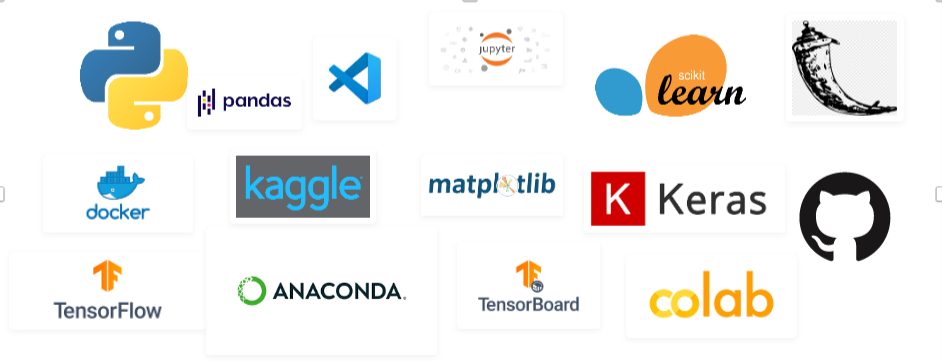 pandas
jupyter
scikit
learn
docker
kaggle
matplotlib
K Keras
TensorFlow
ANACONDA.
TensorBoard
colab